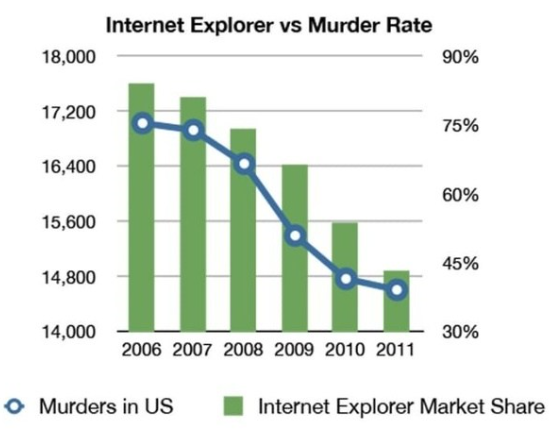 Internet Explorer vs Murder Rate
18,000
17,200
16,400
15,600
14,800
14,000
90%
75%
60%
45%
30%
2006 2007 2008 2009 2010 2011
Murders in US
Internet Explorer Market Share